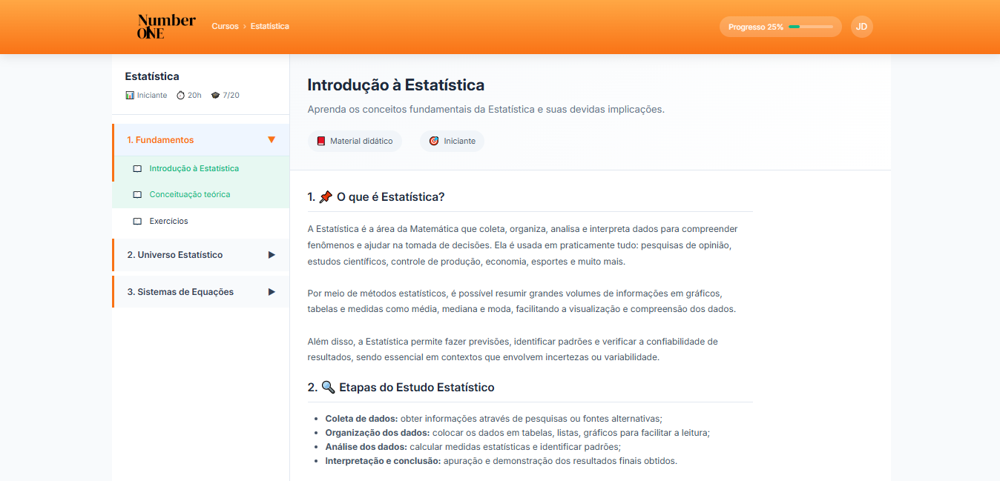 Number
ONE
Cursos › Estatística
Progresso 25%
JD
Estatística
Iniciante 20h 7/20
1. Fundamentos
Introdução à Estatística
Conceituação teórica
Exercícios
2. Universo Estatístico
3. Sistemas de Equações
Introdução à Estatística
Aprenda os conceitos fundamentais da Estatística e suas devidas implicações.
Material didático
Iniciante
1. O que é Estatística?
A Estatística é a área da Matemática que coleta, organiza, analisa e interpreta dados para compreender
fenômenos e ajudar na tomada de decisões. Ela é usada em praticamente tudo: pesquisas de opinião,
estudos científicos, controle de produção, economia, esportes e muito mais.
Por meio de métodos estatísticos, é possível resumir grandes volumes de informações em gráficos,
tabelas e medidas como média, mediana e moda, facilitando a visualização e compreensão dos dados.
Além disso, a Estatística permite fazer previsões, identificar padrões e verificar a confiabilidade de
resultados, sendo essencial em contextos que envolvem incertezas ou variabilidade.
2. Etapas do Estudo Estatístico
• Coleta de dados: obter informações através de pesquisas ou fontes alternativas;
• Organização dos dados: colocar os dados em tabelas, listas, gráficos para facilitar a leitura;
• Análise dos dados: calcular medidas estatísticas e identificar padrões;
• Interpretação e conclusão: apuração e demonstração dos resultados finais obtidos.